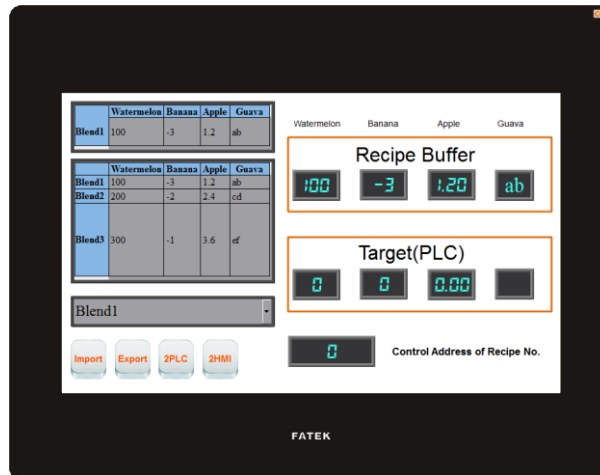 Watermelon Banana Apple Guava
Blend1 100 -3 1.2 ab
Watermelon Banana Apple Guava
Blend1 100 -3 1.2 ab
Blend2 200 -2 2.4 cd
Blend3 300 -1 3.6 ef
Blend1
Import Export 2PLC 2HMI
Watermelon Banana Apple Guava
Recipe Buffer
100 -3 1.20 ab
Target(PLC)
0 0 0.00
0 Control Address of Recipe No.
FATEK